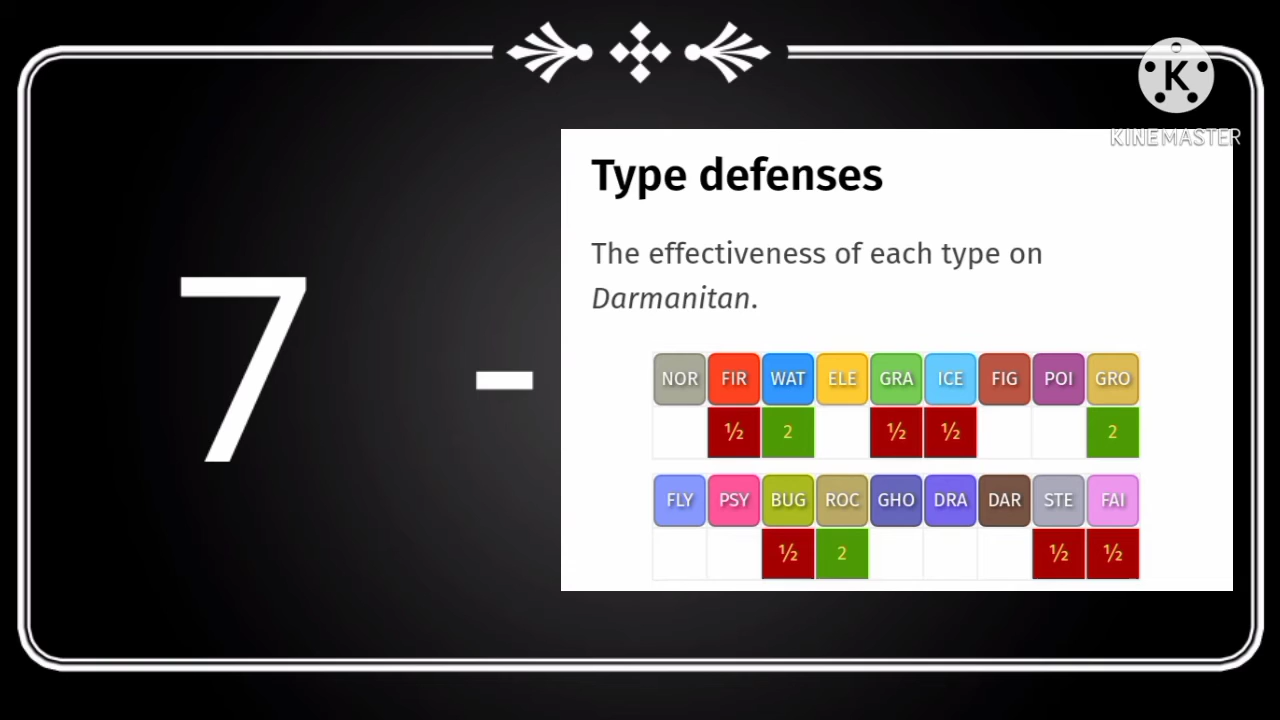 K
KINEMASTER
7 -
Type defenses
The effectiveness of each type on
Darmanitan.
NOR FIR WAT ELE GRA ICE FIG POI GRO
½ 2 ½ ½ 2
FLY PSY BUG ROC GHO DRA DAR STE FAI
½ 2 ½ ½